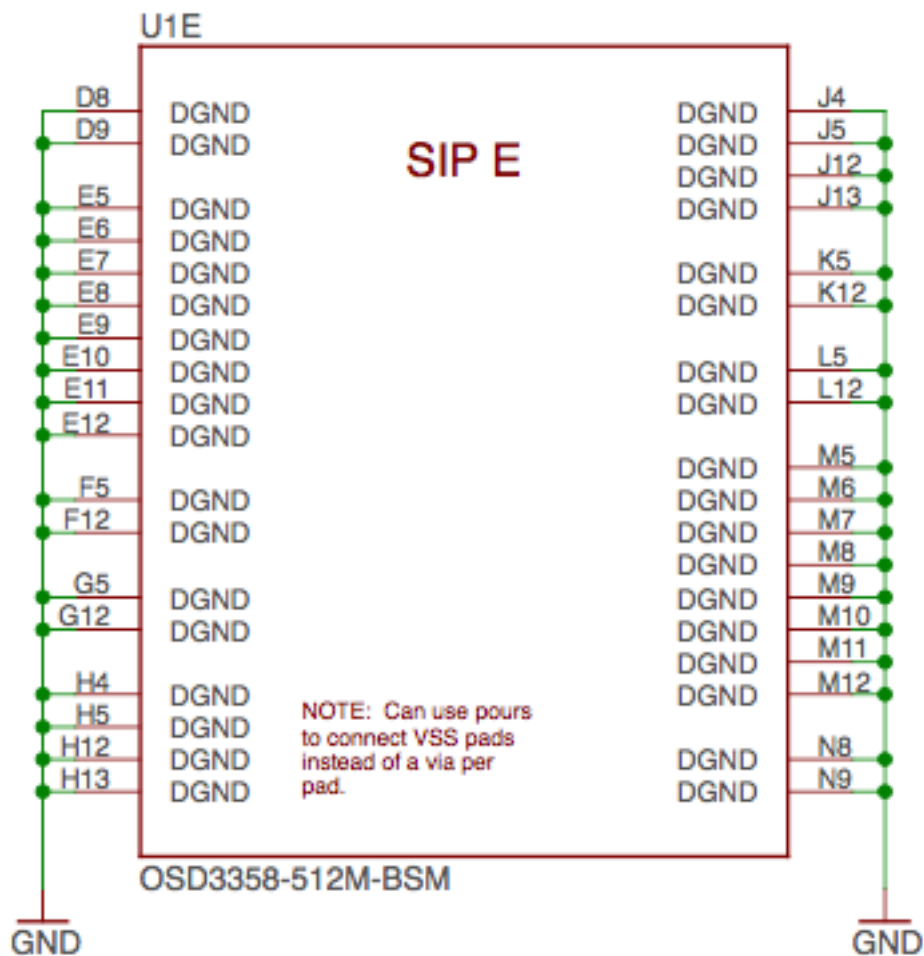 U1E
D8 DGND DGND J4
D9 DGND DGND J5
SIP E
DGND J12
E5 DGND DGND J13
E6 DGND
E7 DGND DGND K5
E8 DGND DGND K12
E9 DGND
E10 DGND DGND L5
E11 DGND DGND L12
E12 DGND
DGND M5
F5 DGND DGND M6
F12 DGND DGND M7
DGND M8
G5 DGND DGND M9
G12 DGND DGND M10
DGND M11
H4 DGND DGND M12
H5 DGND
H12 DGND DGND N8
H13 DGND DGND N9
NOTE: Can use pours
to connect VSS pads
instead of a via per
pad.
OSD3358-512M-BSM
GND GND